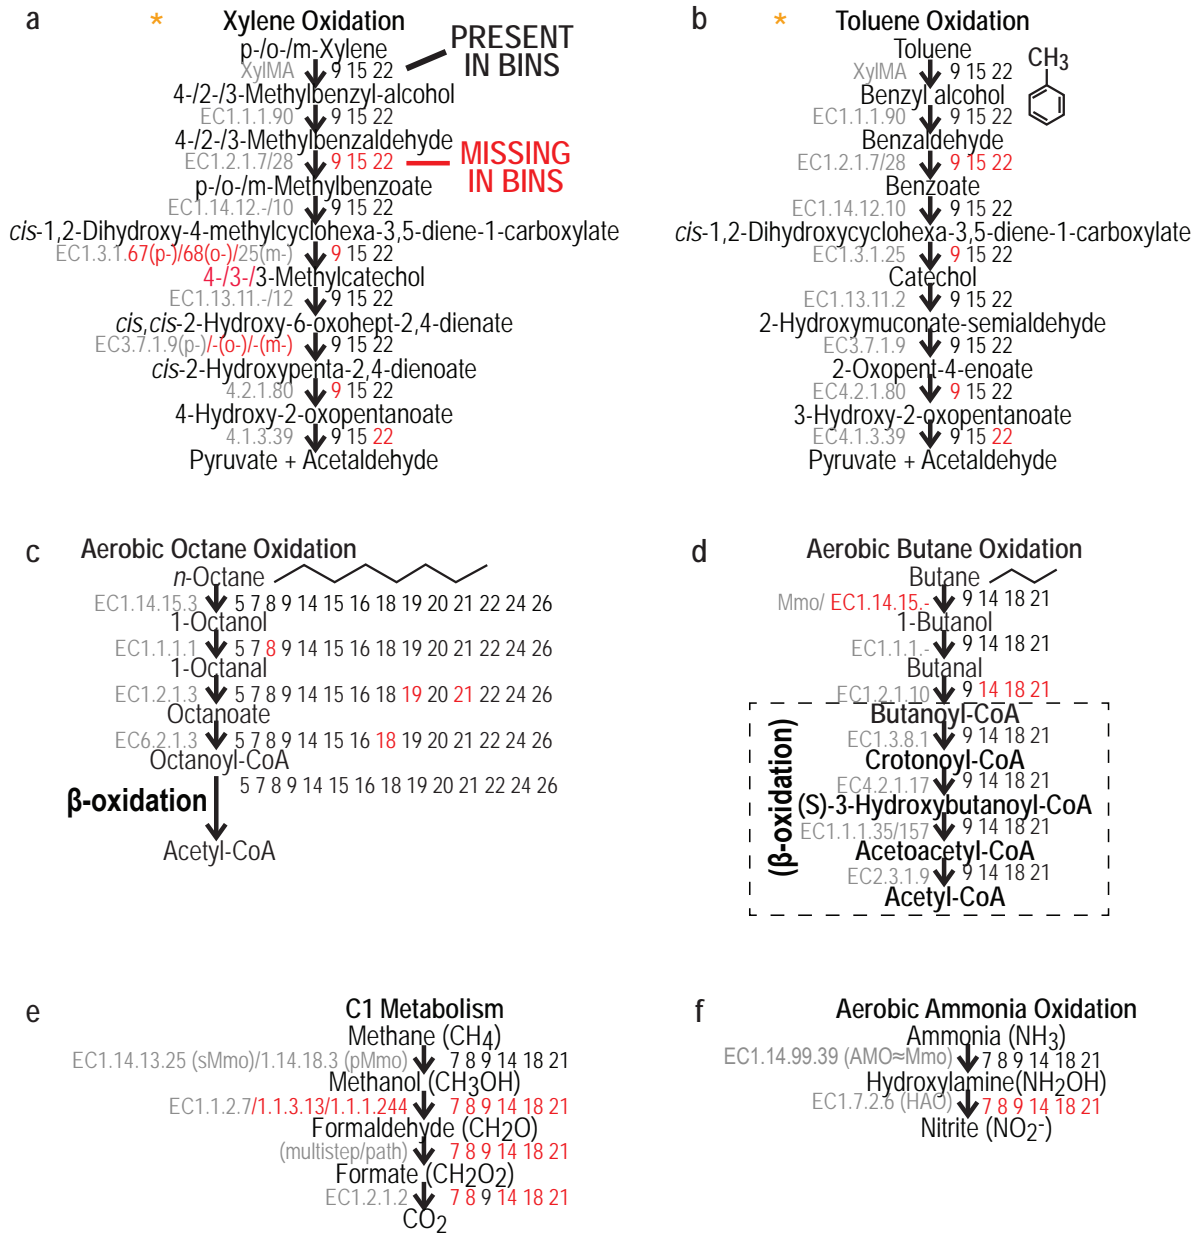 a
*
Xylene Oxidation
p-/o-/m-Xylene
PRESENT
IN BINS
XylMA
9 15 22
4-/2-/3-Methylbenzyl-alcohol
EC1.1.1.90
9 15 22
4-/2-/3-Methylbenzaldehyde
EC1.2.1.7/28
9 15 22
MISSING
IN BINS
p-/o-/m-Methylbenzoate
EC1.14.12.-/10
9 15 22
cis-1,2-Dihydroxy-4-methylcyclohexa-3,5-diene-1-carboxylate
EC1.3.1.67(p-)/68(o-)/25(m-)
9 15 22
4-/3-/3-Methylcatechol
EC1.13.11.-/12
9 15 22
cis,cis-2-Hydroxy-6-oxohept-2,4-dienate
EC3.7.1.9(p-)/-(o-)/-(m-)
9 15 22
cis-2-Hydroxypenta-2,4-dienoate
4.2.1.80
9 15 22
4-Hydroxy-2-oxopentanoate
4.1.3.39
9 15 22
Pyruvate + Acetaldehyde
b
*
Toluene Oxidation
Toluene
CH3
XylMA
9 15 22
Benzyl alcohol
EC1.1.1.90
9 15 22
Benzaldehyde
EC1.2.1.7/28
9 15 22
Benzoate
EC1.14.12.10
9 15 22
cis-1,2-Dihydroxycyclohexa-3,5-diene-1-carboxylate
EC1.3.1.25
9 15 22
Catechol
EC1.13.11.2
9 15 22
2-Hydroxymuconate-semialdehyde
EC3.7.1.9
9 15 22
2-Oxopent-4-enoate
EC4.2.1.80
9 15 22
3-Hydroxy-2-oxopentanoate
EC4.1.3.39
9 15 22
Pyruvate + Acetaldehyde
c
Aerobic Octane Oxidation
n-Octane
EC1.14.15.3
5 7 8 9 14 15 16 18 19 20 21 22 24 26
1-Octanol
EC1.1.1.1
5 7 8 9 14 15 16 18 19 20 21 22 24 26
1-Octanal
EC1.2.1.3
5 7 8 9 14 15 16 18 19 20 21 22 24 26
Octanoate
EC6.2.1.3
5 7 8 9 14 15 16 18 19 20 21 22 24 26
Octanoyl-CoA
5 7 8 9 14 15 16 18 19 20 21 22 24 26
β-oxidation
Acetyl-CoA
d
Aerobic Butane Oxidation
Butane
Mmo/ EC1.14.15.-
9 14 18 21
1-Butanol
EC1.1.1.-
9 14 18 21
Butanal
EC1.2.1.10
9 14 18 21
(β-oxidation)
Butanoyl-CoA
EC1.3.8.1
9 14 18 21
Crotonoyl-CoA
EC4.2.1.17
9 14 18 21
(S)-3-Hydroxybutanoyl-CoA
EC1.1.1.35/157
9 14 18 21
Acetoacetyl-CoA
EC2.3.1.9
9 14 18 21
Acetyl-CoA
e
C1 Metabolism
Methane (CH4)
EC1.14.13.25 (sMmo)/1.14.18.3 (pMmo)
7 8 9 14 18 21
Methanol (CH3OH)
EC1.1.2.7/1.1.3.13/1.1.1.244
7 8 9 14 18 21
Formaldehyde (CH2O)
(multistep/path)
7 8 9 14 18 21
Formate (CH2O2)
EC1.2.1.2
7 8 9 14 18 21
CO2
f
Aerobic Ammonia Oxidation
Ammonia (NH3)
EC1.14.99.39 (AMO≈Mmo)
7 8 9 14 18 21
Hydroxylamine(NH2OH)
EC1.7.2.6 (HAO)
7 8 9 14 18 21
Nitrite (NO2-)